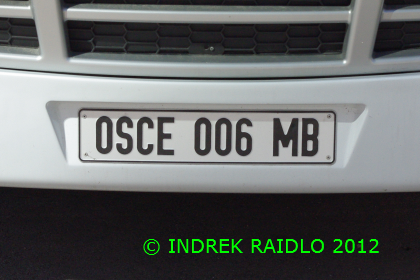 OSCE 006 MB
© INDREK RAIDLO 2012